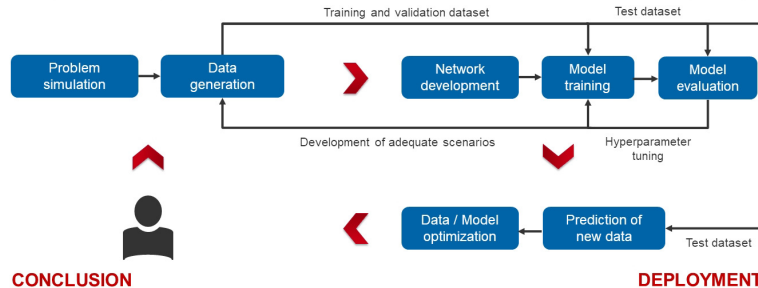 Training and validation dataset
Test dataset
Problem
simulation
Data
generation
Network
development
Model
training
Model
evaluation
Development of adequate scenarios
Hyperparameter
tuning
Data / Model
optimization
Prediction of
new data
Test dataset
CONCLUSION
DEPLOYMENT